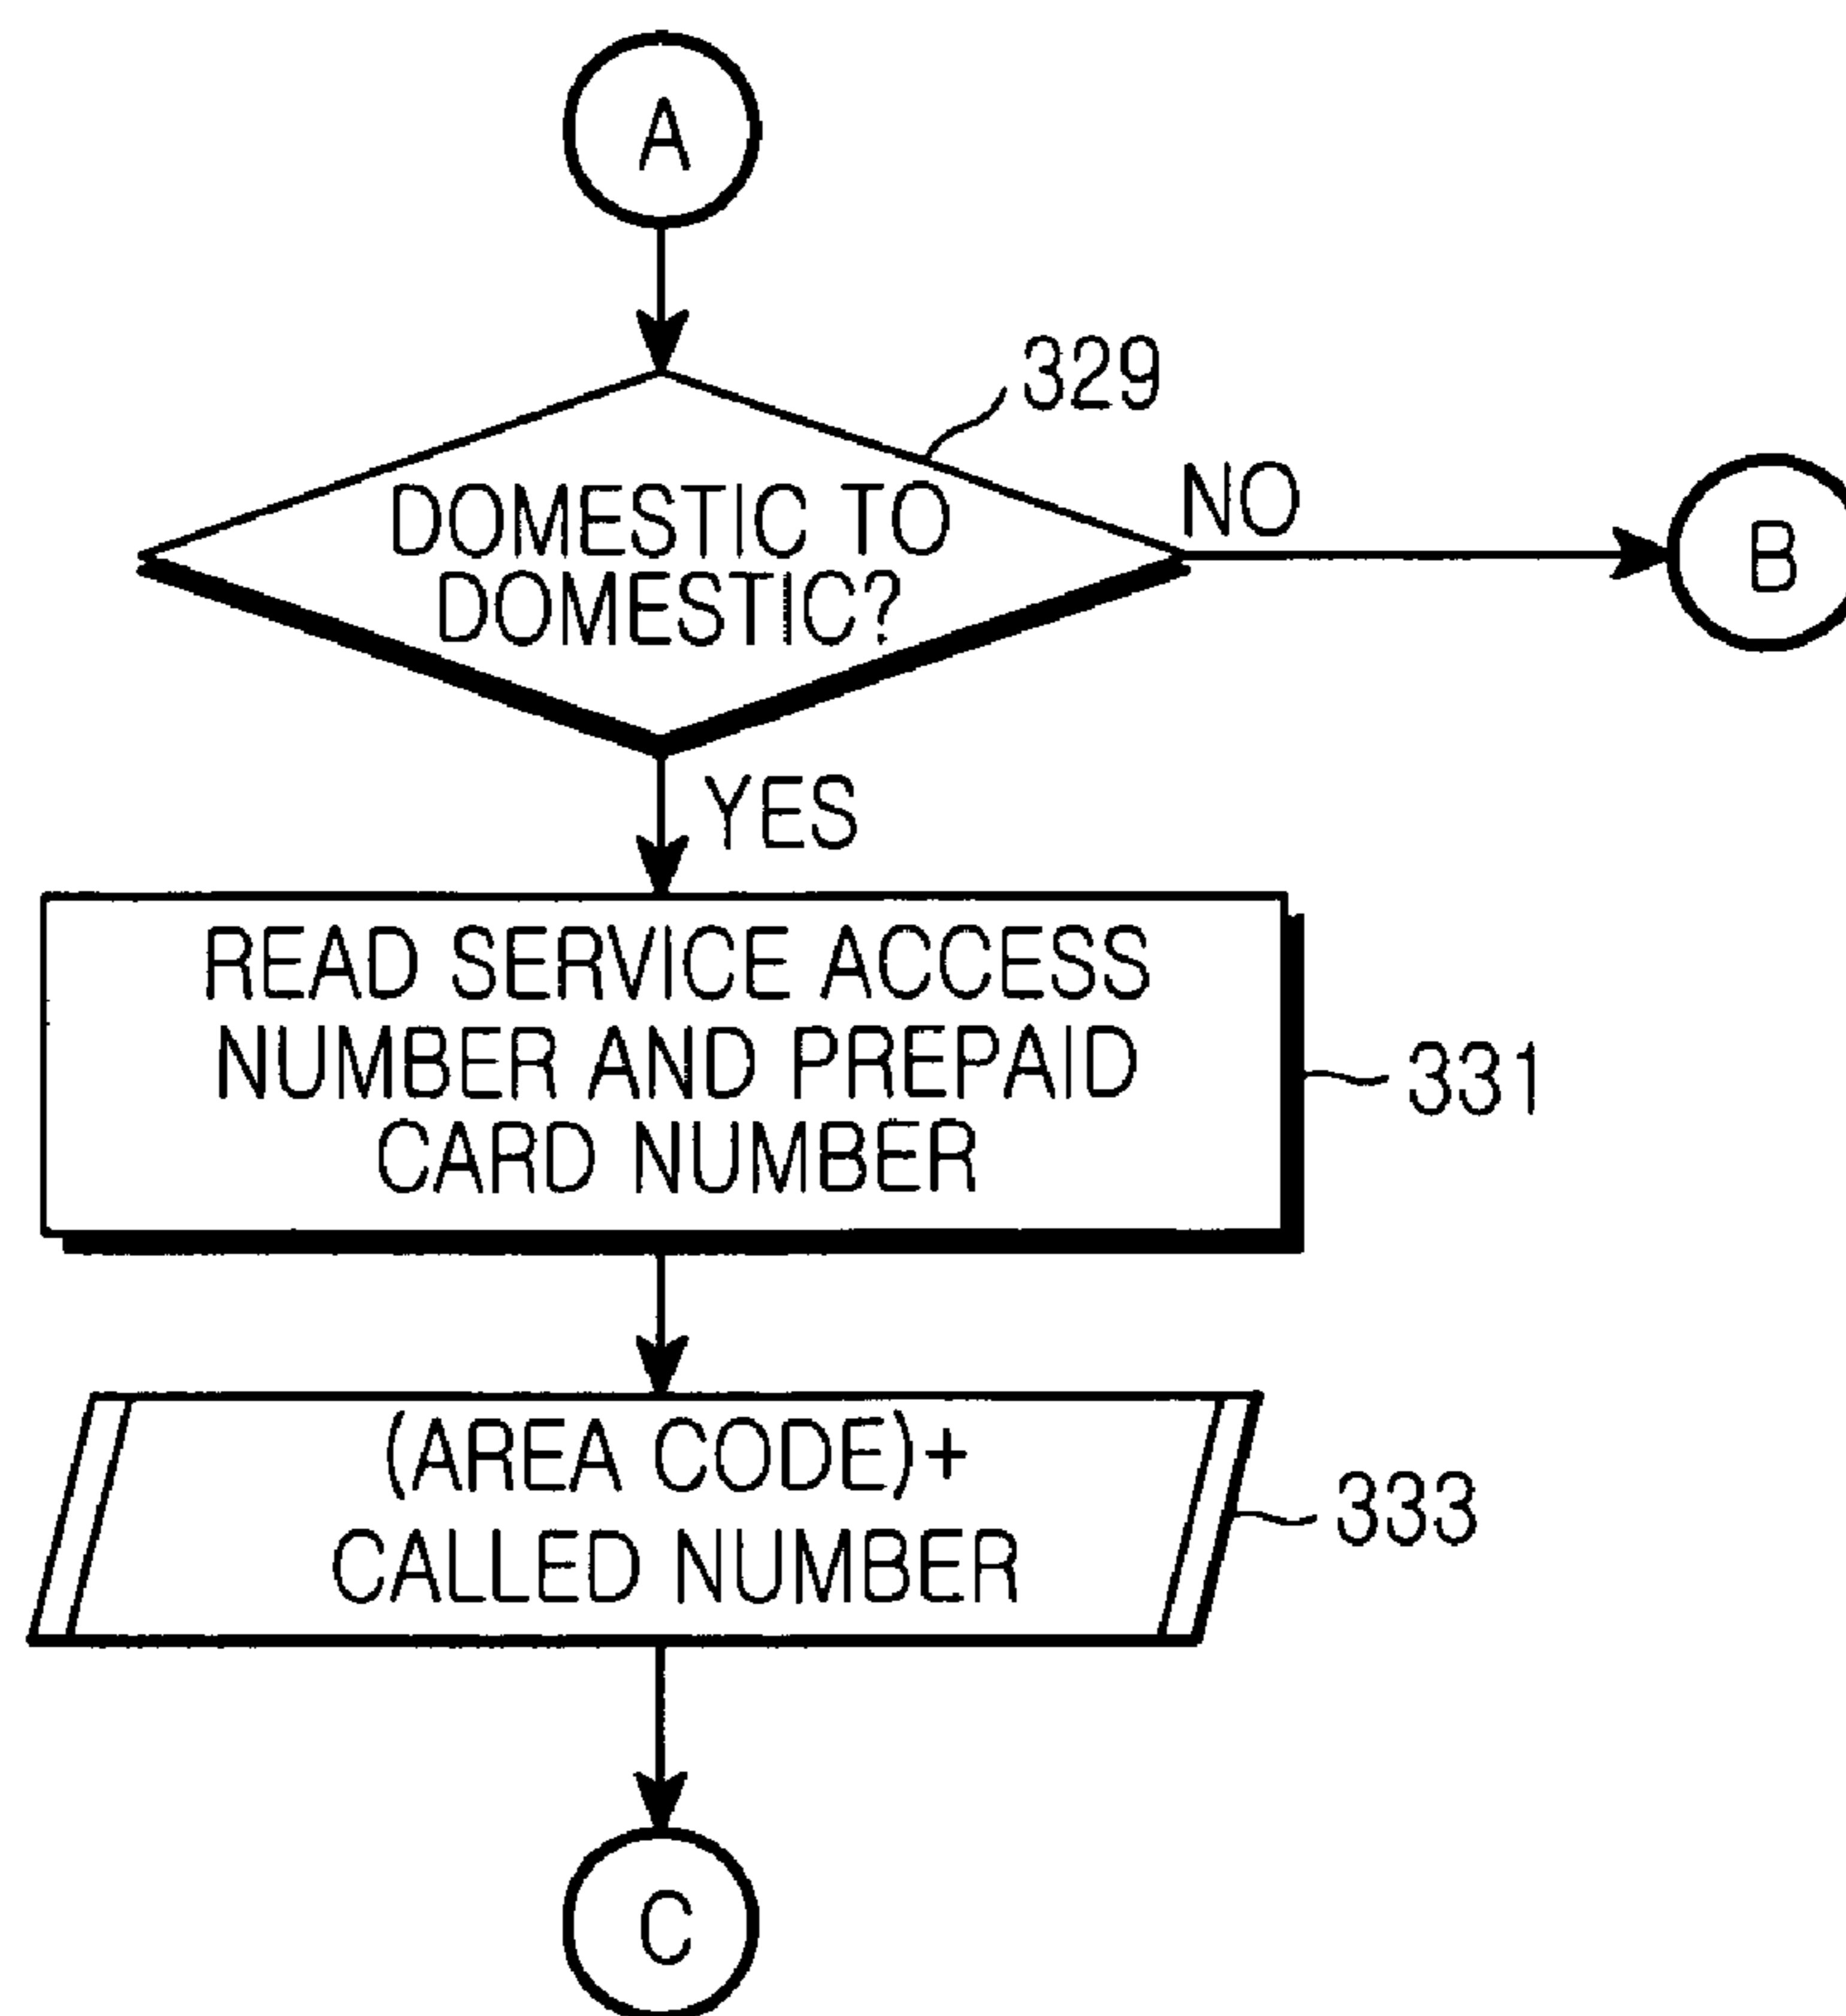 A
329
DOMESTIC TO
DOMESTIC?
NO
B
YES
READ SERVICE ACCESS
NUMBER AND PREPAID
CARD NUMBER
331
(AREA CODE)+
CALLED NUMBER
333
C